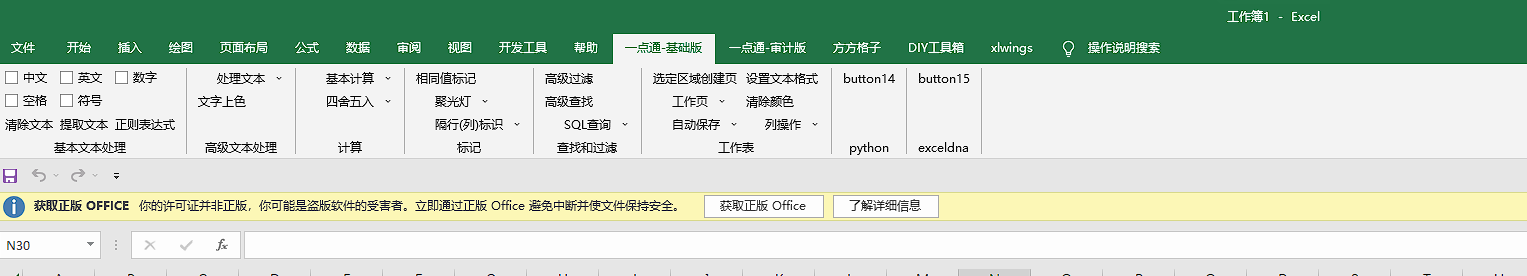 工作簿1 - Excel
文件 开始 插入 绘图 页面布局 公式 数据 审阅 视图 开发工具 帮助 一点通-基础版 一点通-审计版 方方格子 DIY工具箱 xlwings 操作说明搜索
中文 英文 数字 处理文本 基本计算 相同值标记 高级过滤 选定区域创建页 设置文本格式 button14 button15
空格 符号 文字上色 四舍五入 聚光灯 高级查找 工作页 清除颜色
清除文本 提取文本 正则表达式 隔行(列)标识 SQL查询 自动保存 列操作
基本文本处理 高级文本处理 计算 标记 查找和过滤 工作表 python exceldna
获取正版 OFFICE 你的许可证并非正版，你可能是盗版软件的受害者。立即通过正版 Office 避免中断并使文件保持安全。 获取正版 Office 了解详细信息
N30 fx